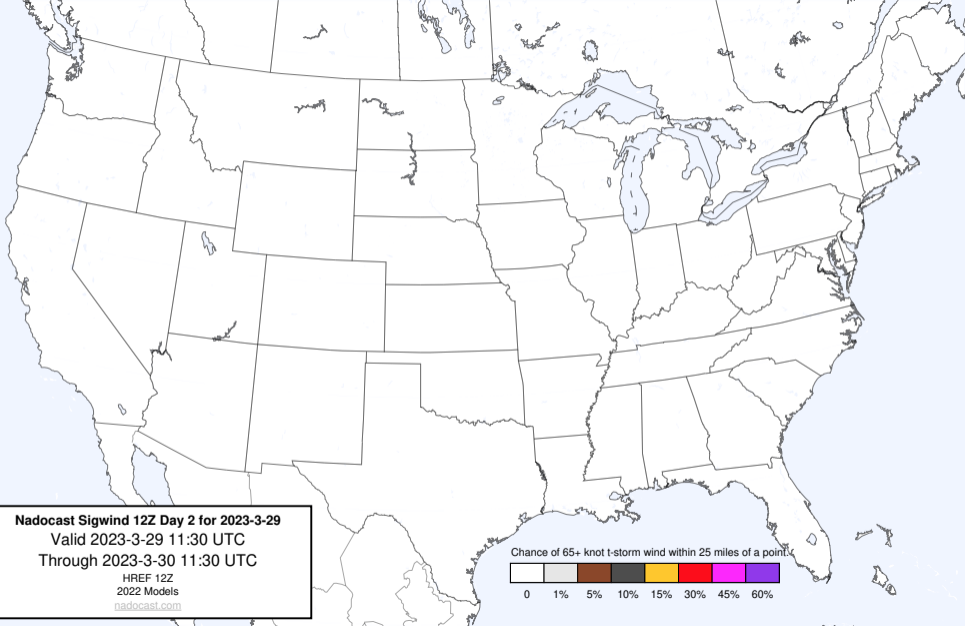 Nadocast Sigwind 12Z Day 2 for 2023-3-29
Valid 2023-3-29 11:30 UTC
Through 2023-3-30 11:30 UTC
HREF 12Z
2022 Models
nadocast.com
Chance of 65+ knot t-storm wind within 25 miles of a point.
0 1% 5% 10% 15% 30% 45% 60%